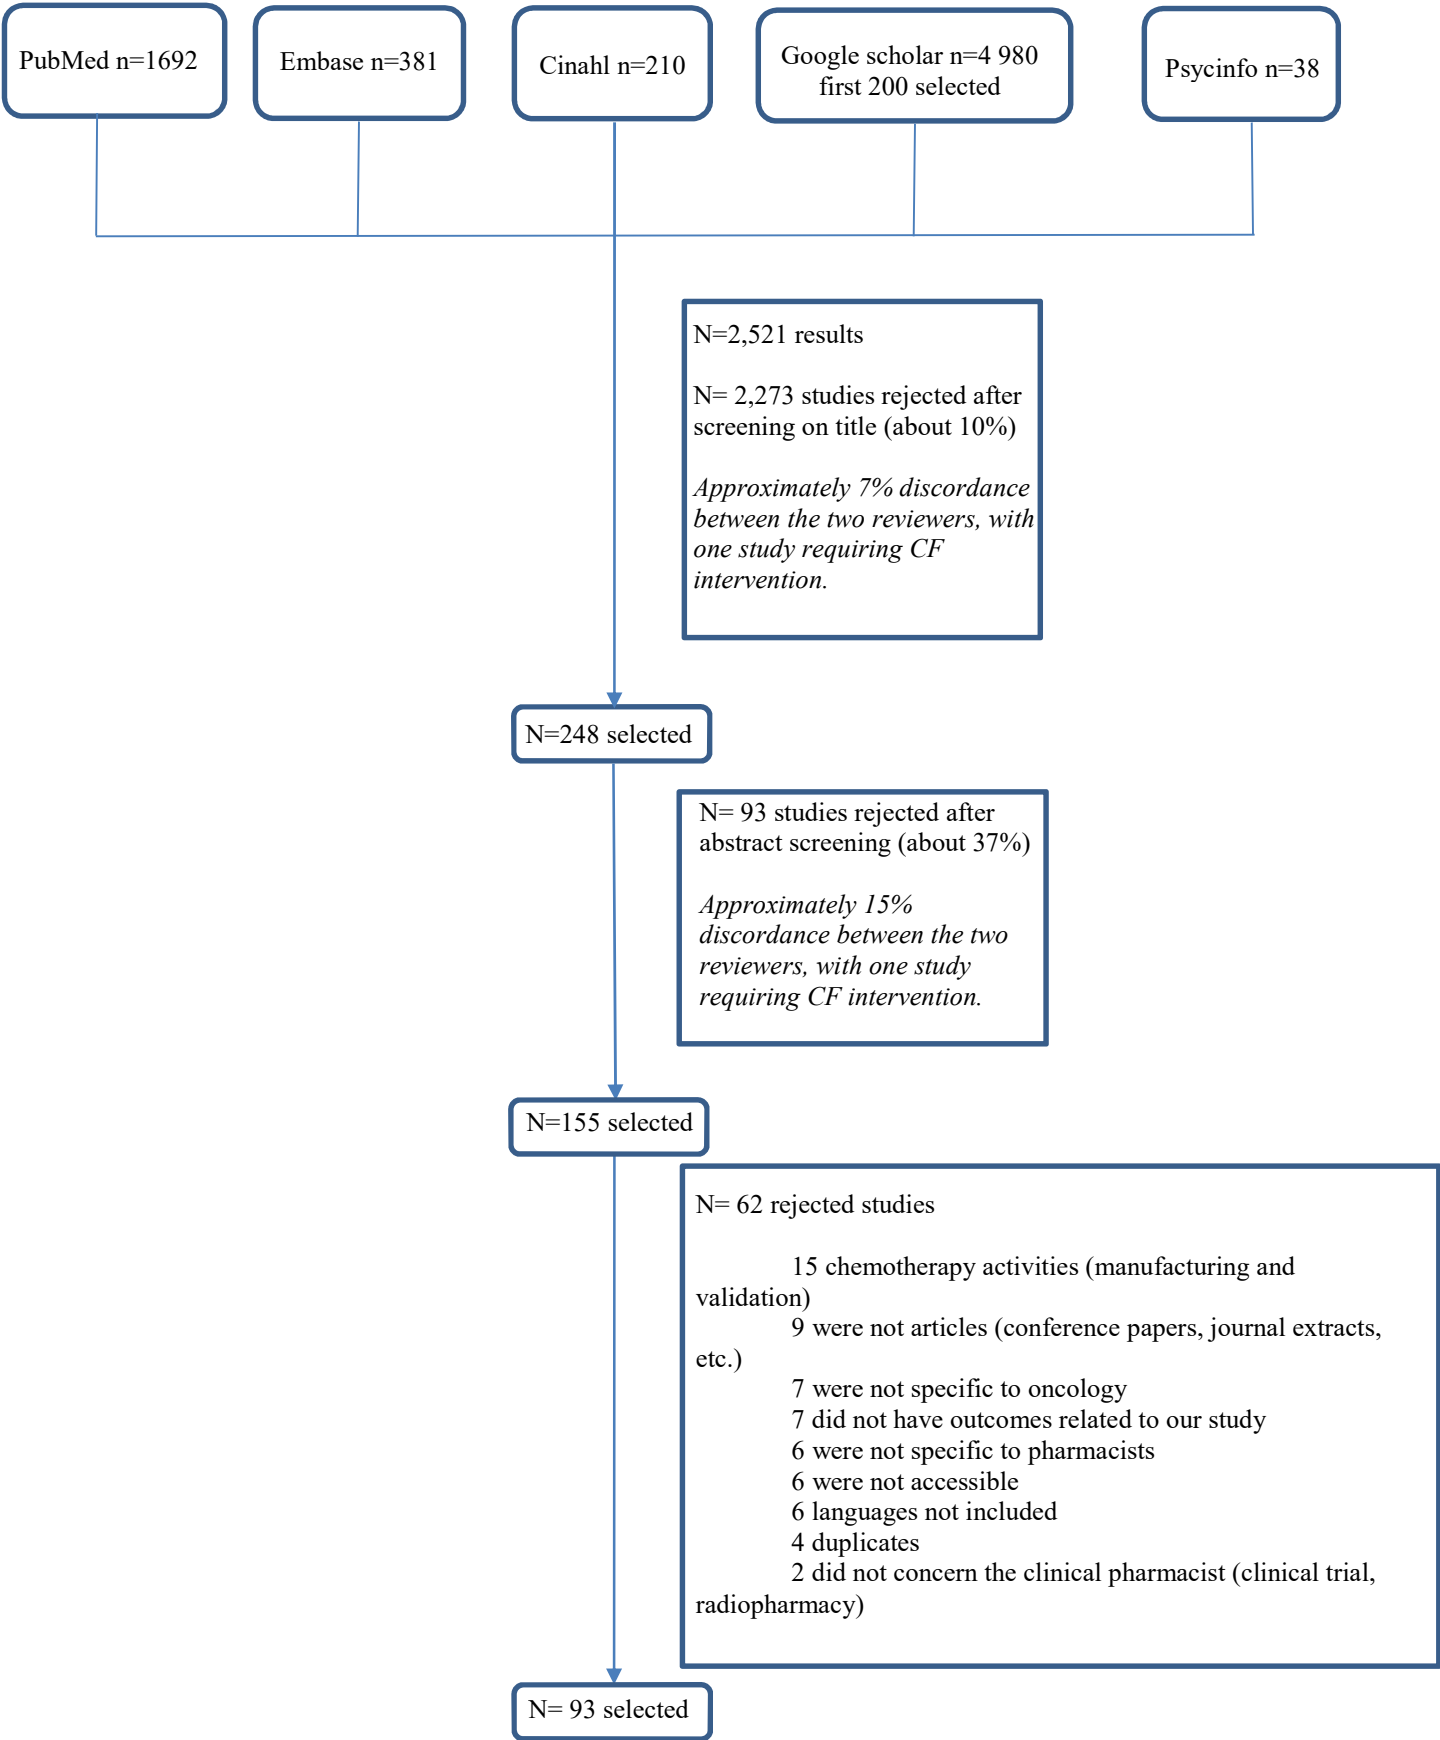 PubMed n=1692
Embase n=381
Cinahl n=210
Google scholar n=4 980
first 200 selected
Psycinfo n=38
N=2,521 results
N= 2,273 studies rejected after
screening on title (about 10%)
Approximately 7% discordance
between the two reviewers, with
one study requiring CF
intervention.
N=248 selected
N= 93 studies rejected after
abstract screening (about 37%)
Approximately 15%
discordance between the two
reviewers, with one study
requiring CF intervention.
N=155 selected
N= 62 rejected studies
15 chemotherapy activities (manufacturing and
validation)
9 were not articles (conference papers, journal extracts,
etc.)
7 were not specific to oncology
7 did not have outcomes related to our study
6 were not specific to pharmacists
6 were not accessible
6 languages not included
4 duplicates
2 did not concern the clinical pharmacist (clinical trial,
radiopharmacy)
N= 93 selected